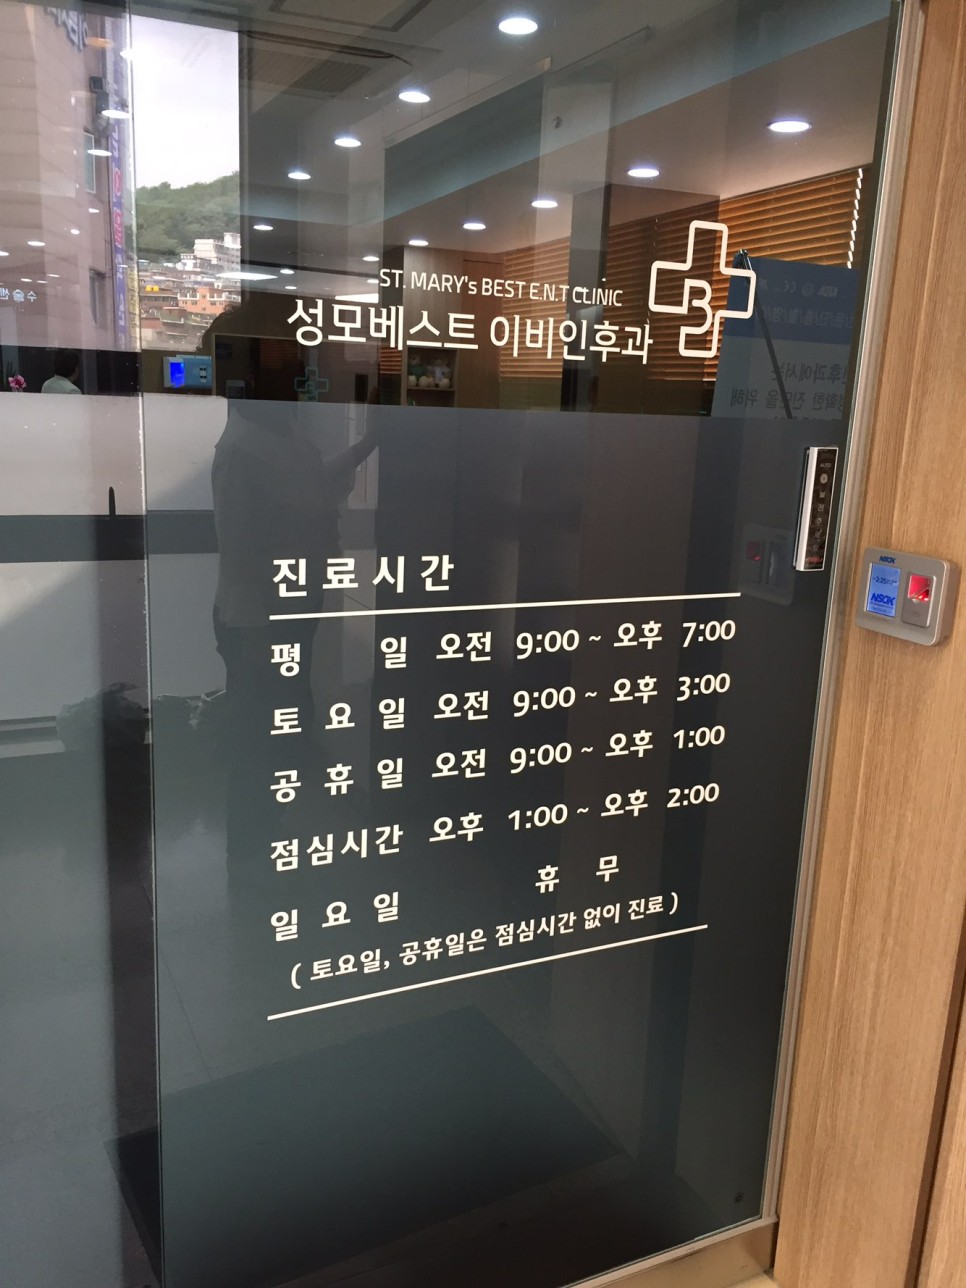 ST. MARY's BEST E.N.T CLINIC
성모베스트 이비인후과
진료시간
평 일 오전 9:00 ~ 오후 7:00
토 요 일 오전 9:00 ~ 오후 3:00
공 휴 일 오전 9:00 ~ 오후 1:00
점심시간 오후 1:00 ~ 오후 2:00
일 요 일 휴 무
( 토요일, 공휴일은 점심시간 없이 진료 )
NSOK
NSOK